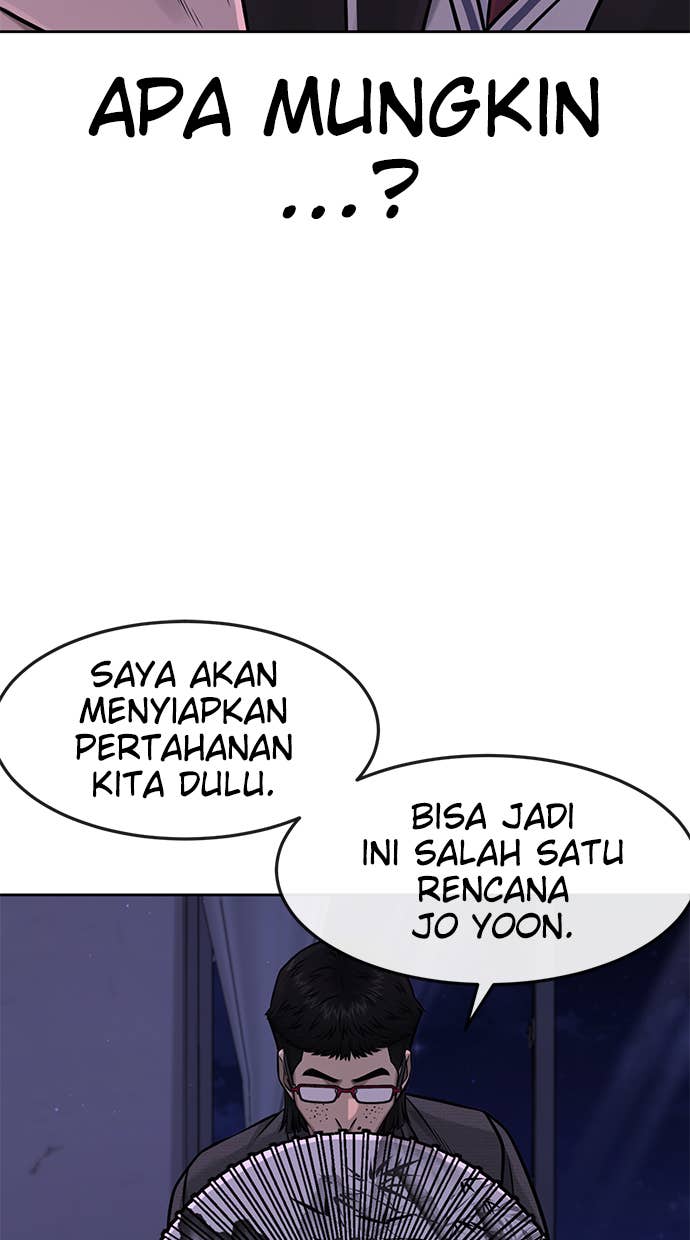 APA MUNGKIN
...?
SAYA AKAN
MENYIAPKAN
PERTAHANAN
KITA DULU.
BISA JADI
INI SALAH SATU
RENCANA
JO YOON.